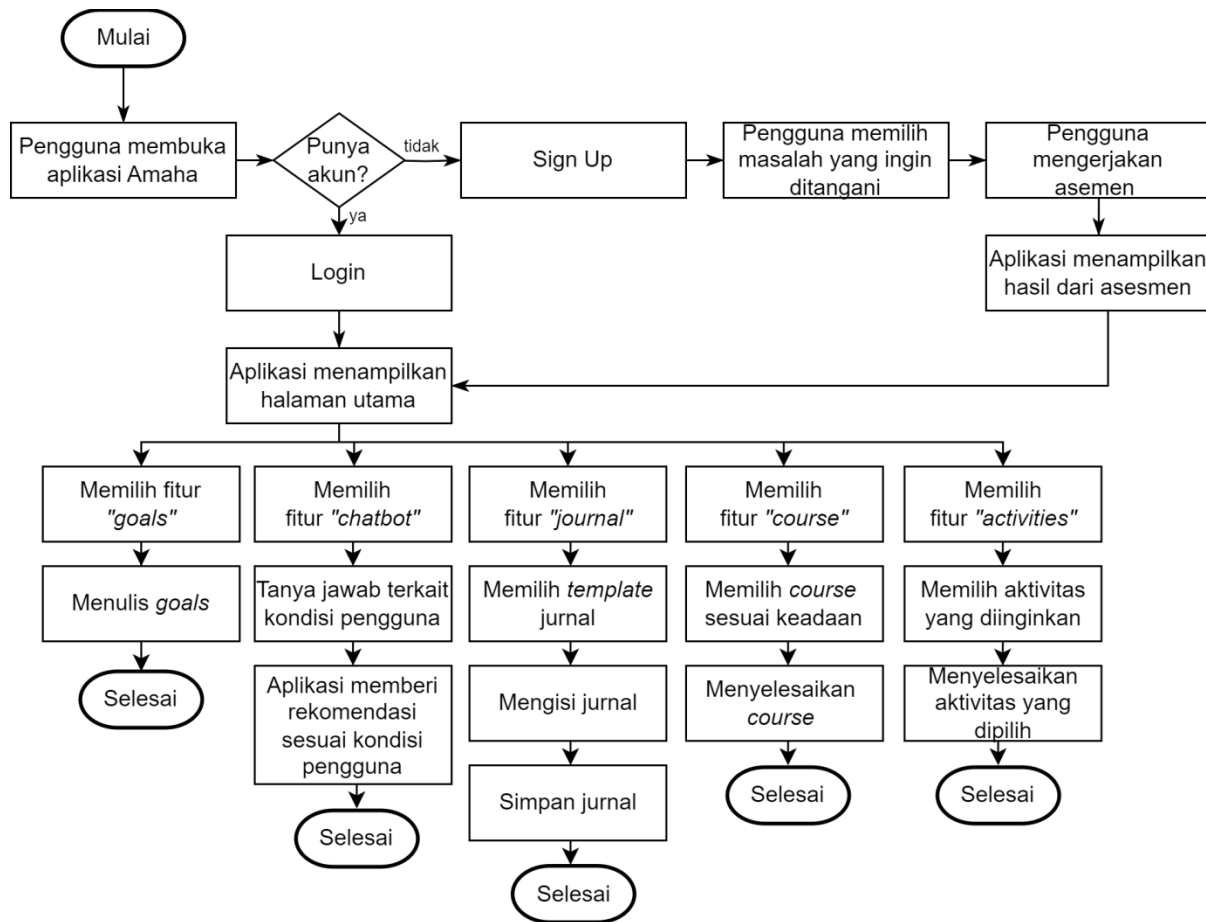 Mulai
Pengguna membuka
aplikasi Amaha
Punya
akun?
tidak
ya
Sign Up
Pengguna memilih
masalah yang ingin
ditangani
Pengguna
mengerjakan
asemen
Login
Aplikasi menampilkan
hasil dari asesmen
Aplikasi menampilkan
halaman utama
Memilih fitur
"goals"
Menulis goals
Selesai
Memilih
fitur "chatbot"
Tanya jawab terkait
kondisi pengguna
Aplikasi memberi
rekomendasi
sesuai kondisi
pengguna
Selesai
Memilih
fitur "journal"
Memilih template
jurnal
Mengisi jurnal
Simpan jurnal
Selesai
Memilih
fitur "course"
Memilih course
sesuai keadaan
Menyelesaikan
course
Selesai
Memilih
fitur "activities"
Memilih aktivitas
yang diinginkan
Menyelesaikan
aktivitas yang
dipilih
Selesai